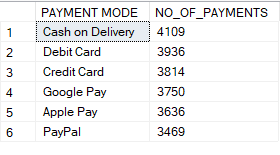 PAYMENT MODE NO_OF_PAYMENTS
1 Cash on Delivery 4109
2 Debit Card 3936
3 Credit Card 3814
4 Google Pay 3750
5 Apple Pay 3636
6 PayPal 3469